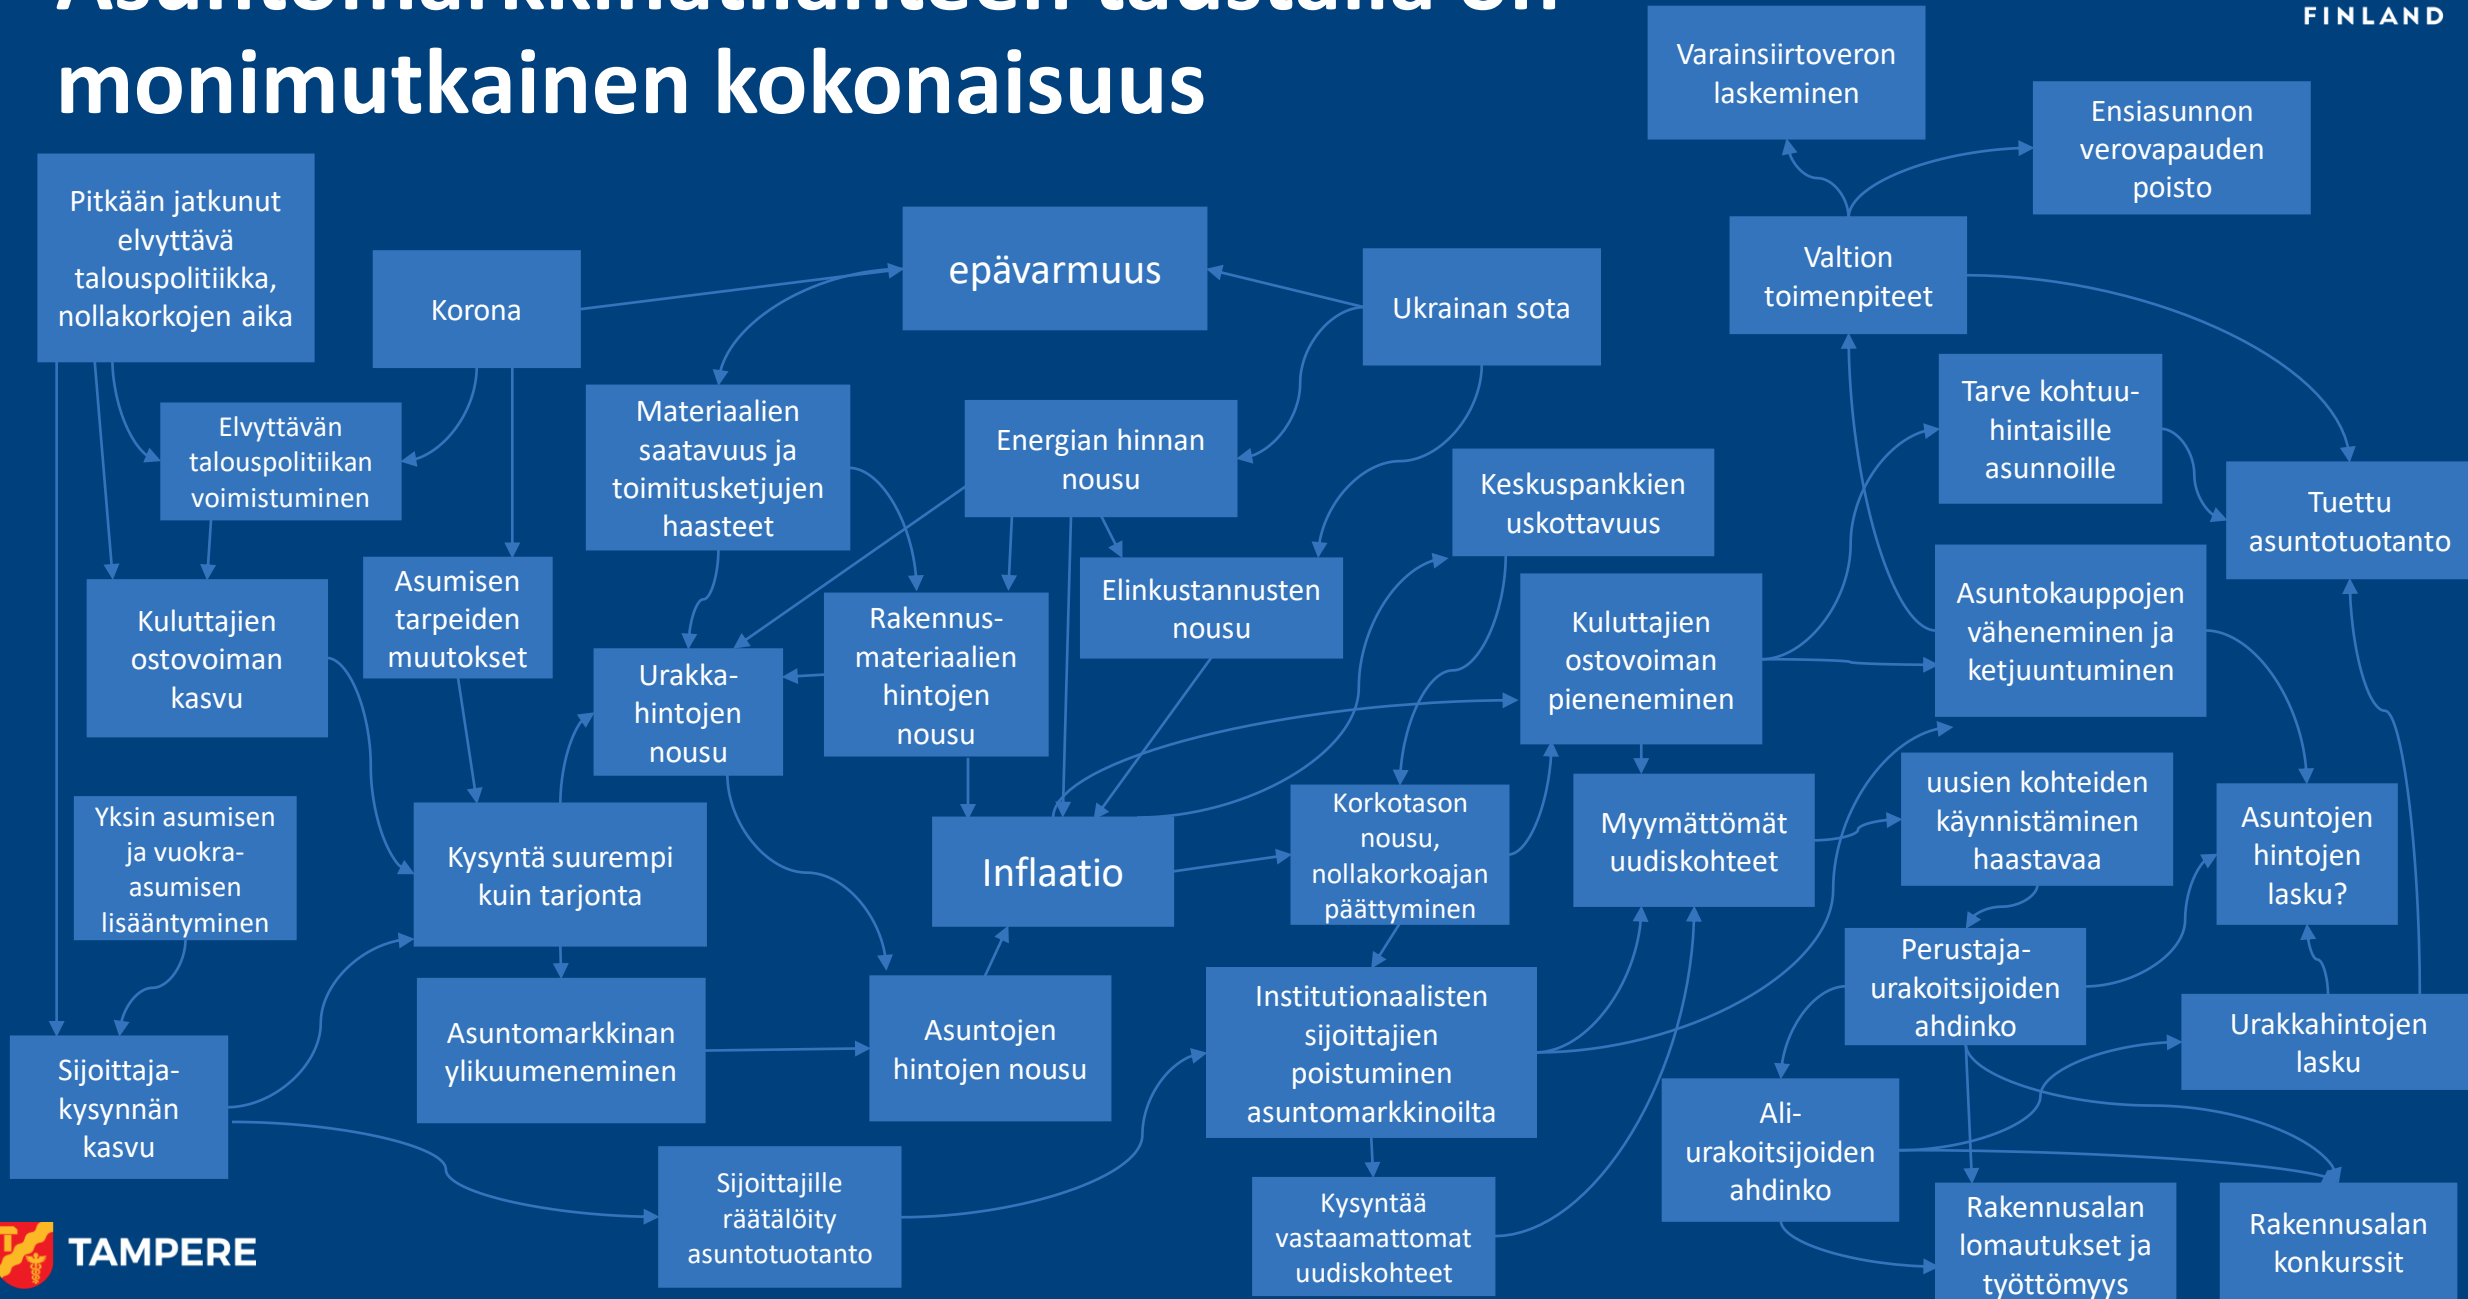 Asuntomarkkinatilanteen taustalla on
monimutkainen kokonaisuus
FINLAND
Varainsiirtoveron
laskeminen
Ensiasunnon
verovapauden
poisto
Pitkään jatkunut
elvyttävä
talouspolitiikka,
nollakorkojen aika
Korona
epävarmuus
Ukrainan sota
Valtion
toimenpiteet
Elvyttävän
talouspolitiikan
voimistuminen
Materiaalien
saatavuus ja
toimitusketjujen
haasteet
Energian hinnan
nousu
Keskuspankkien
uskottavuus
Tarve kohtuu-
hintaisille
asunnoille
Tuettu
asuntotuotanto
Kuluttajien
ostovoiman
kasvu
Asumisen
tarpeiden
muutokset
Urakka-
hintojen
nousu
Rakennus-
materiaalien
hintojen
nousu
Elinkustannusten
nousu
Kuluttajien
ostovoiman
pieneneminen
Asuntokauppojen
väheneminen ja
ketjuuntuminen
Yksin asumisen
ja vuokra-
asumisen
lisääntyminen
Kysyntä suurempi
kuin tarjonta
Inflaatio
Korkotason
nousu,
nollakorkoajan
päättyminen
Myymättömät
uudiskohteet
uusien kohteiden
käynnistäminen
haastavaa
Asuntojen
hintojen
lasku?
Sijoittaja-
kysynnän
kasvu
Asuntomarkkinan
ylikuumeneminen
Asuntojen
hintojen nousu
Institutionaalisten
sijoittajien
poistuminen
asuntomarkkinoilta
Perustaja-
urakoitsijoiden
ahdinko
Urakkahintojen
lasku
Sijoittajille
räätälöity
asuntotuotanto
Kysyntää
vastaamattomat
uudiskohteet
Ali-
urakoitsijoiden
ahdinko
Rakennusalan
lomautukset ja
työttömyys
Rakennusalan
konkurssit
TAMPERE